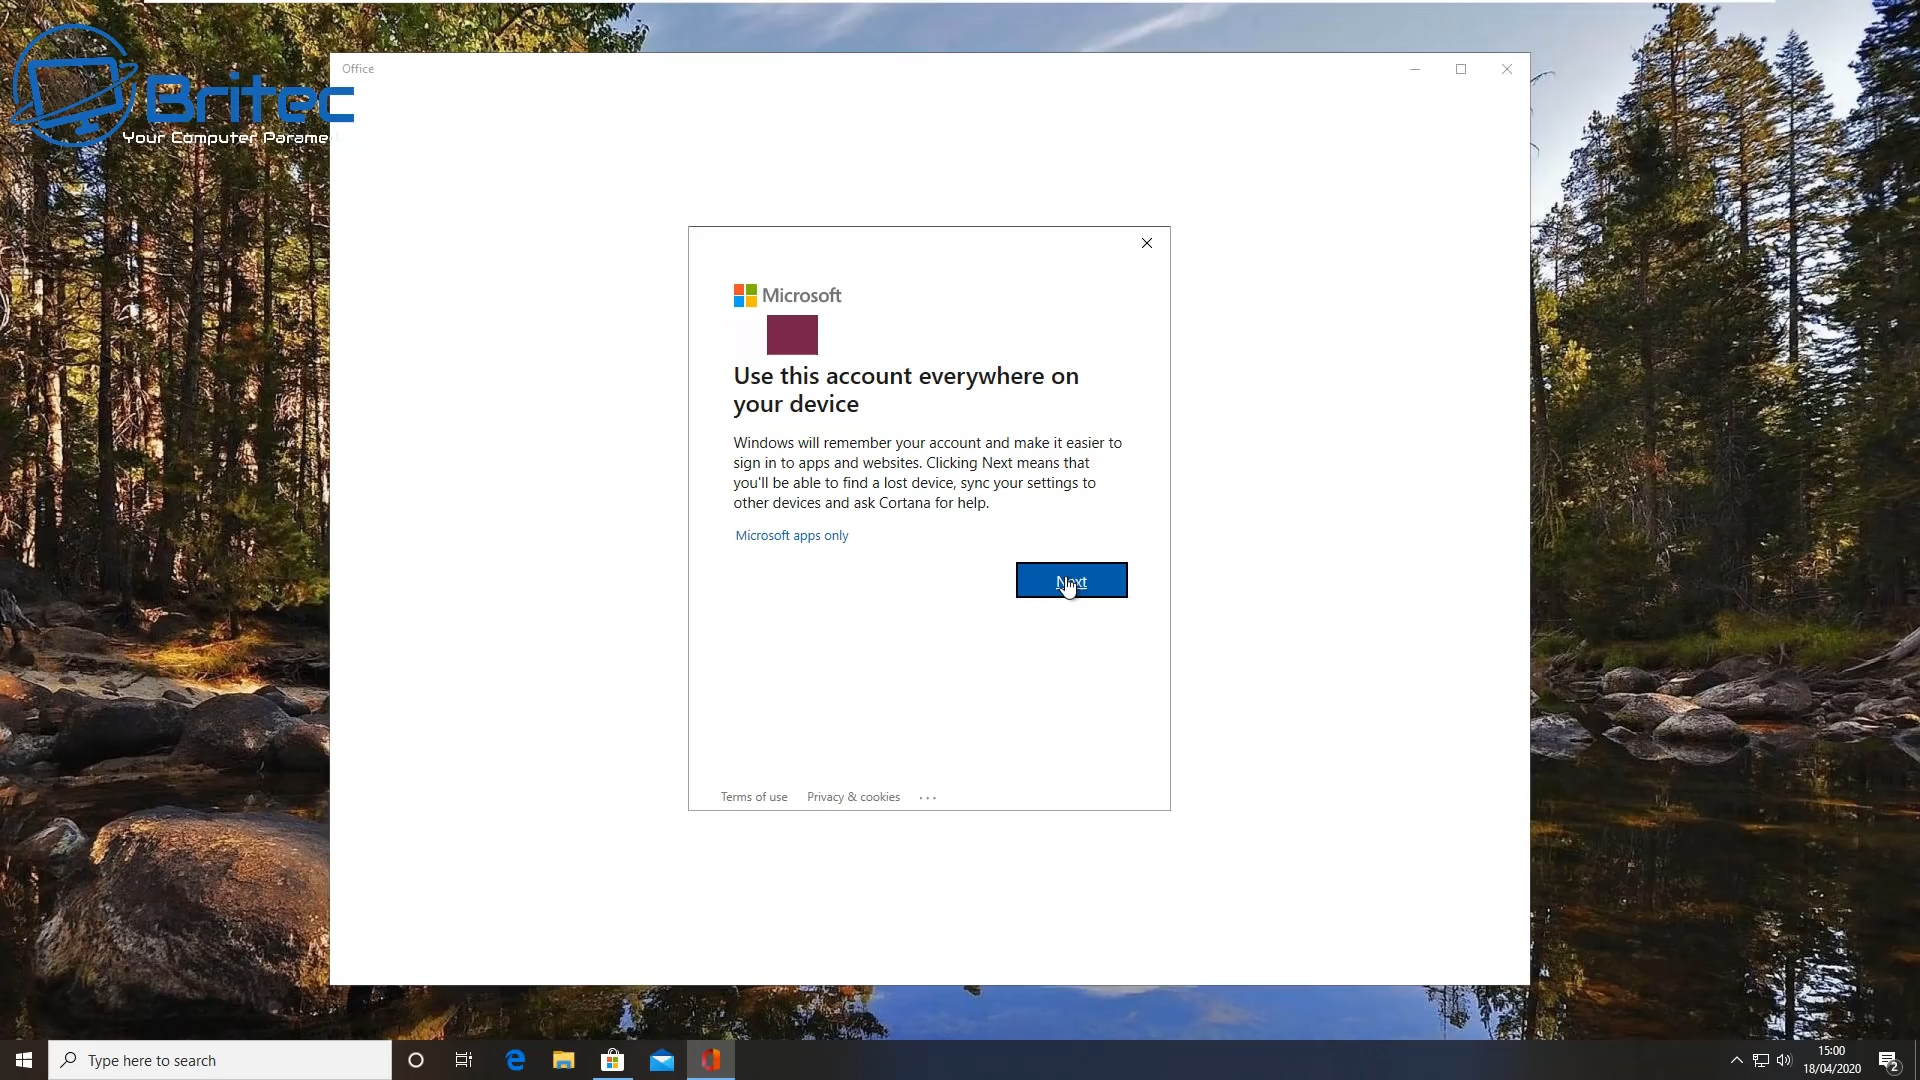 Britec
Your Computer Parame
Office
Microsoft
Use this account everywhere on
your device
Windows will remember your account and make it easier to
sign in to apps and websites. Clicking Next means that
you'll be able to find a lost device, sync your settings to
other devices and ask Cortana for help.
Microsoft apps only
Next
Terms of use Privacy & cookies ...
Type here to search
15:00
18/04/2020
2